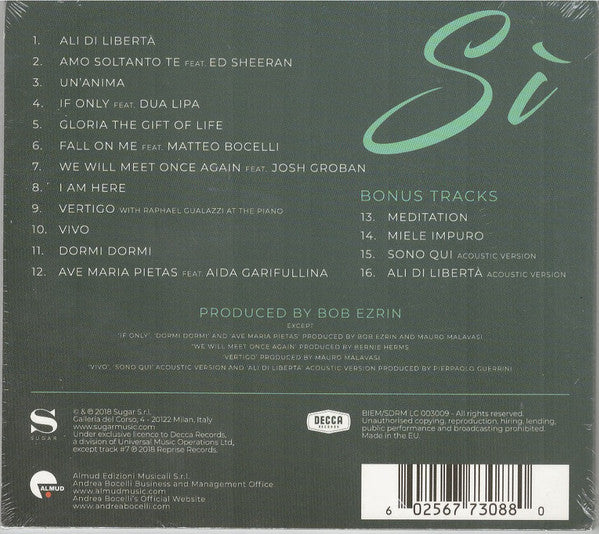 Sì
1. ALI DI LIBERTÀ
2. AMO SOLTANTO TE FEAT. ED SHEERAN
3. UN'ANIMA
4. IF ONLY FEAT. DUA LIPA
5. GLORIA THE GIFT OF LIFE
6. FALL ON ME FEAT. MATTEO BOCELLI
7. WE WILL MEET ONCE AGAIN FEAT. JOSH GROBAN
8. I AM HERE
9. VERTIGO WITH RAPHAEL GUALAZZI AT THE PIANO
10. VIVO
11. DORMI DORMI
12. AVE MARIA PIETAS FEAT. AIDA GARIFULLINA
BONUS TRACKS
13. MEDITATION
14. MIELE IMPURO
15. SONO QUI ACOUSTIC VERSION
16. ALI DI LIBERTÀ ACOUSTIC VERSION
PRODUCED BY BOB EZRIN
EXCEPT
'IF ONLY', 'DORMI DORMI' AND 'AVE MARIA PIETAS' PRODUCED BY BOB EZRIN AND MAURO MALAVASI
'WE WILL MEET ONCE AGAIN' PRODUCED BY BERNIE HERMS
'VERTIGO' PRODUCED BY MAURO MALAVASI
'VIVO', 'SONO QUI' ACOUSTIC VERSION AND 'ALI DI LIBERTA' ACOUSTIC VERSION, PRODUCED BY PIERPAOLO GUERRINI
S
SUGAR
© & ℗ 2018 Sugar S.r.l.
Galleria del Corso, 4 - 20122 Milan, Italy
www.sugarmusic.com
Under exclusive licence to Decca Records,
a division of Universal Music Operations Ltd,
except track #7 ℗ 2018 Reprise Records.
DECCA
RECORDS
BIEM/SDRM LC 003009 - All rights reserved.
Unauthorised copying, reproduction, hiring, lending,
public performance and broadcasting prohibited.
Made in the EU.
ALMUD
Almud Edizioni Musicali S.r.l.
Andrea Bocelli Business and Management Office
www.almudmusic.com
Andrea Bocelli's Official Website
www.andreabocelli.com
6 02567 73088 0